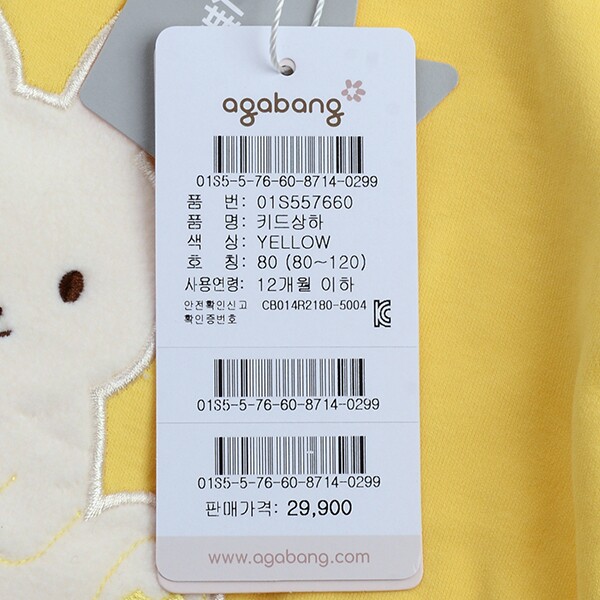 agabang
01S5-5-76-60-8714-0299
품 번: 01S557660
품 명: 키드상하
색 상: YELLOW
호 칭: 80 (80~120)
사용연령: 12개월 이하
안전확인신고 CB014R2180-5004
확인증번호
01S5-5-76-60-8714-0299
01S5-5-76-60-8714-0299
판매가격: 29,900
www.agabang.com